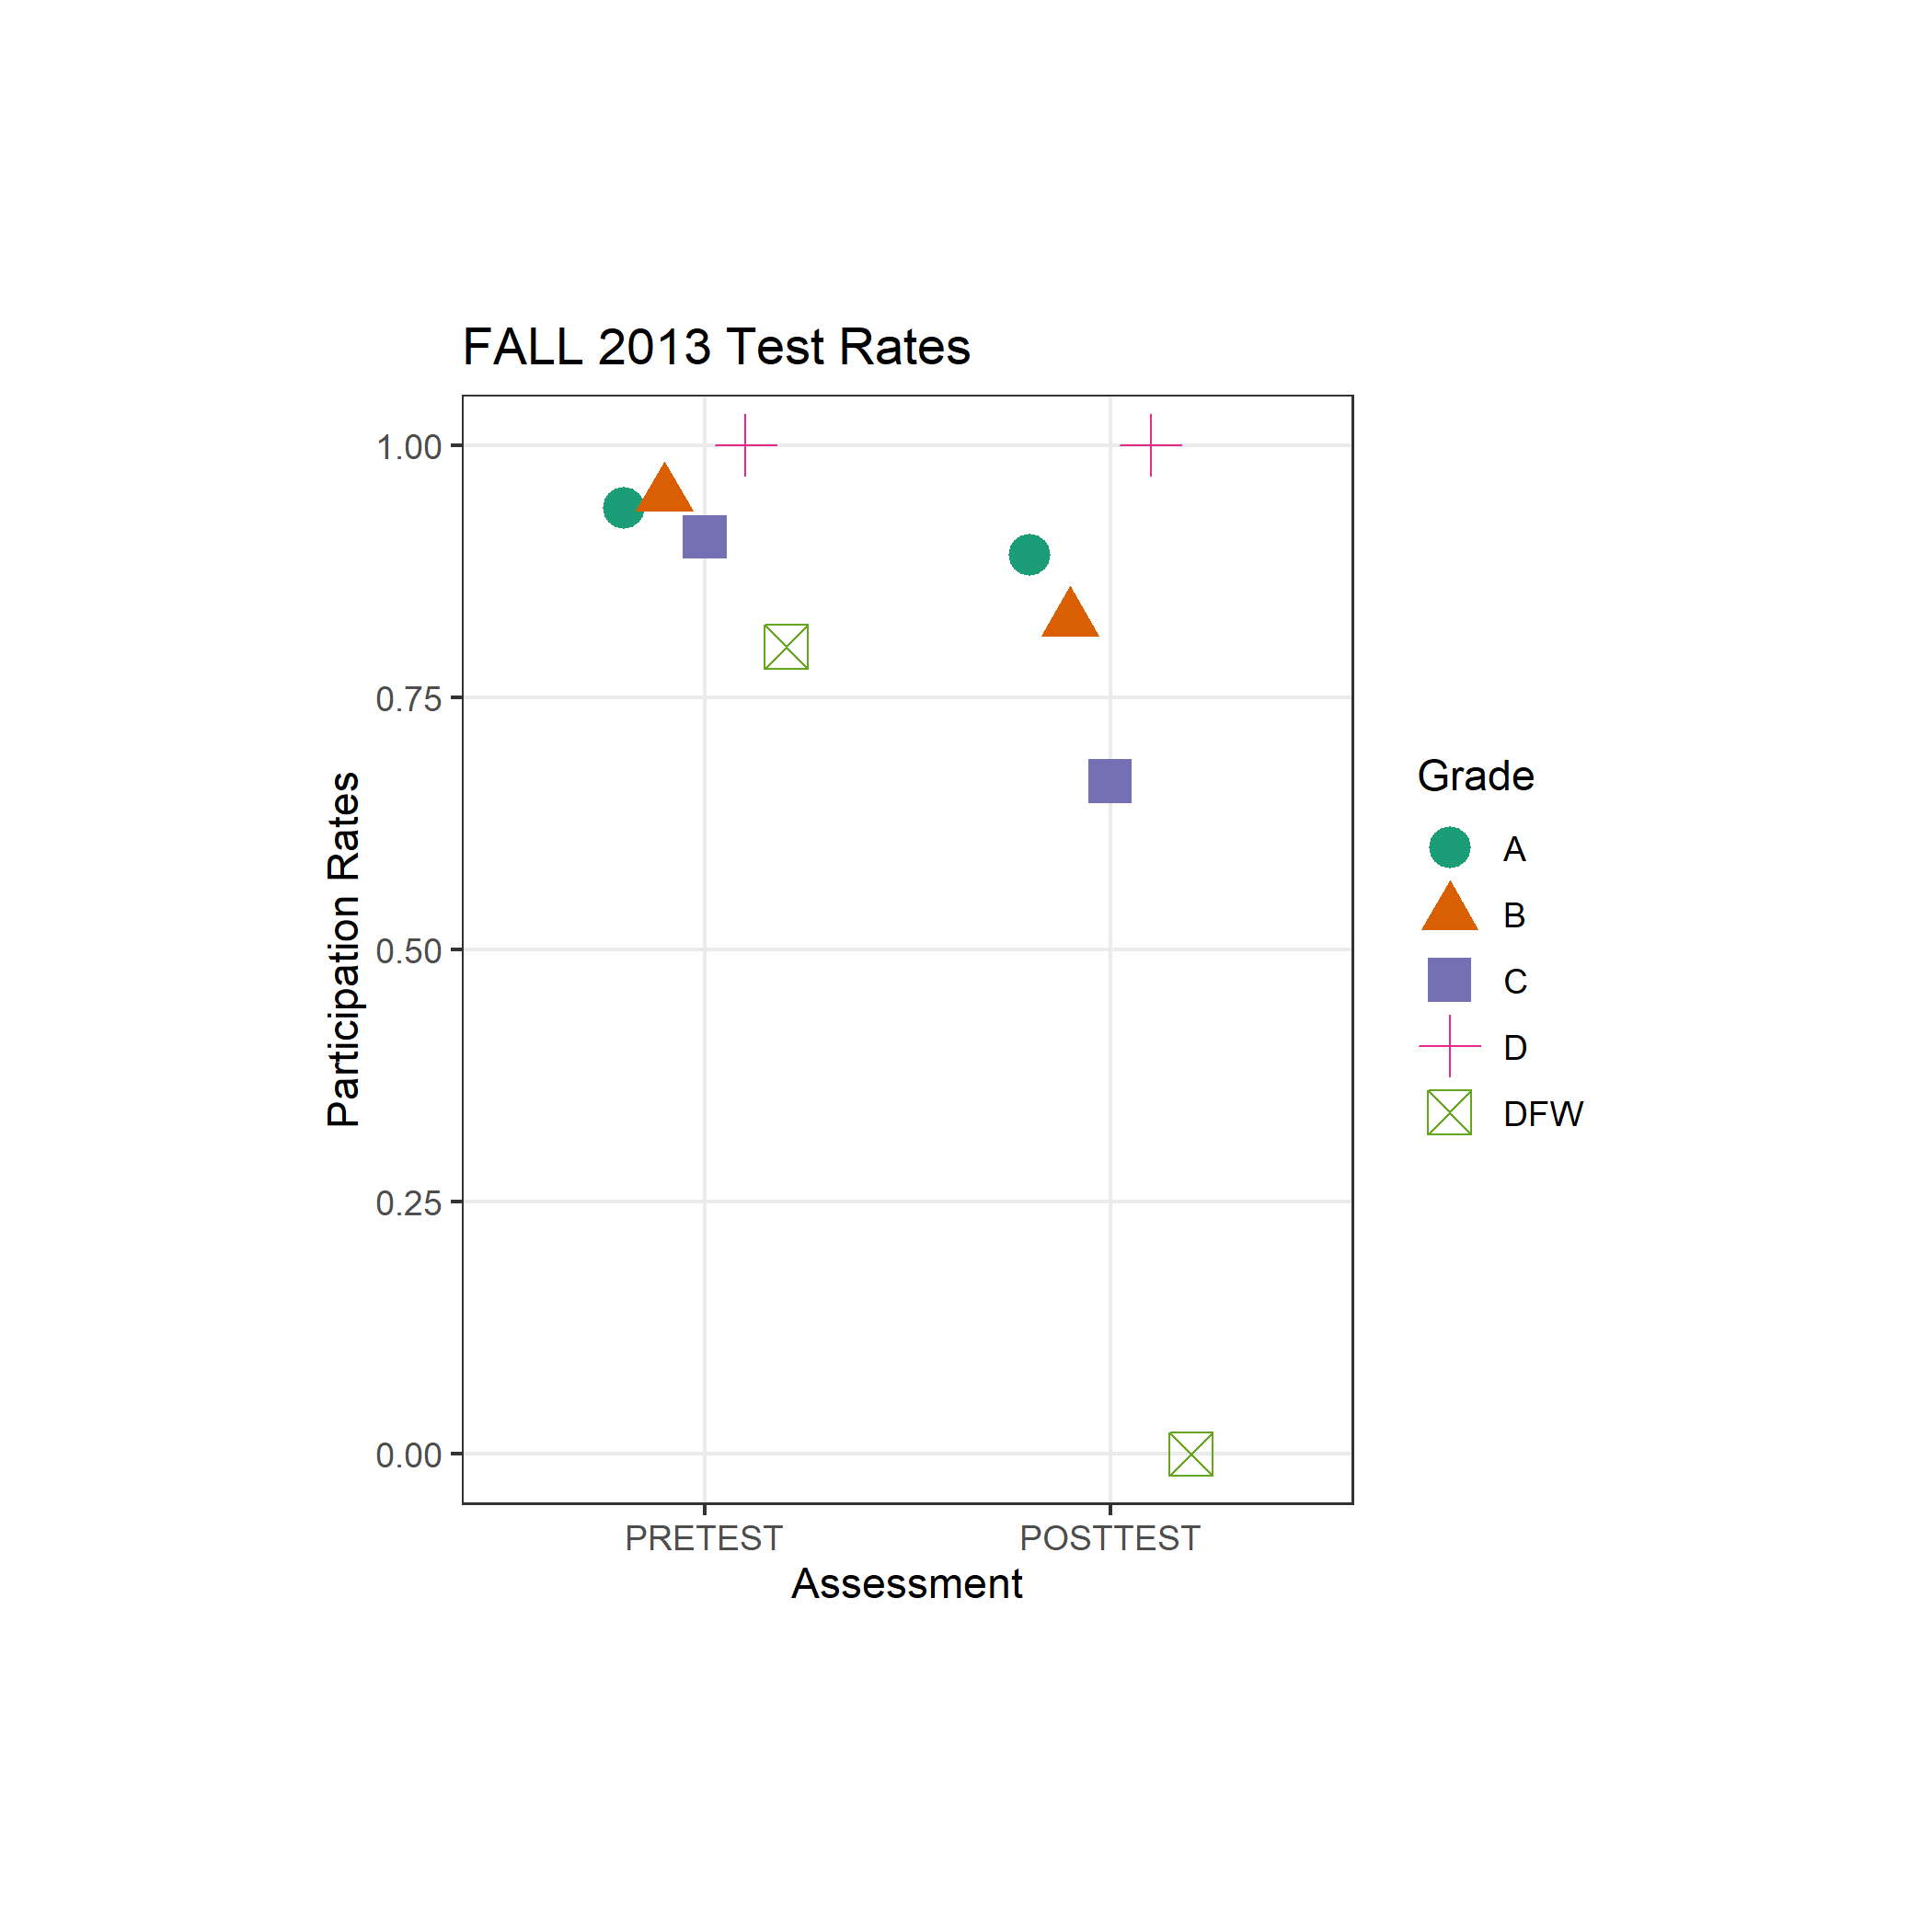 FALL 2013 Test Rates
1.00
0.75
0.50
0.25
0.00
Participation Rates
PRETEST
POSTTEST
Assessment
Grade
A
B
C
D
DFW